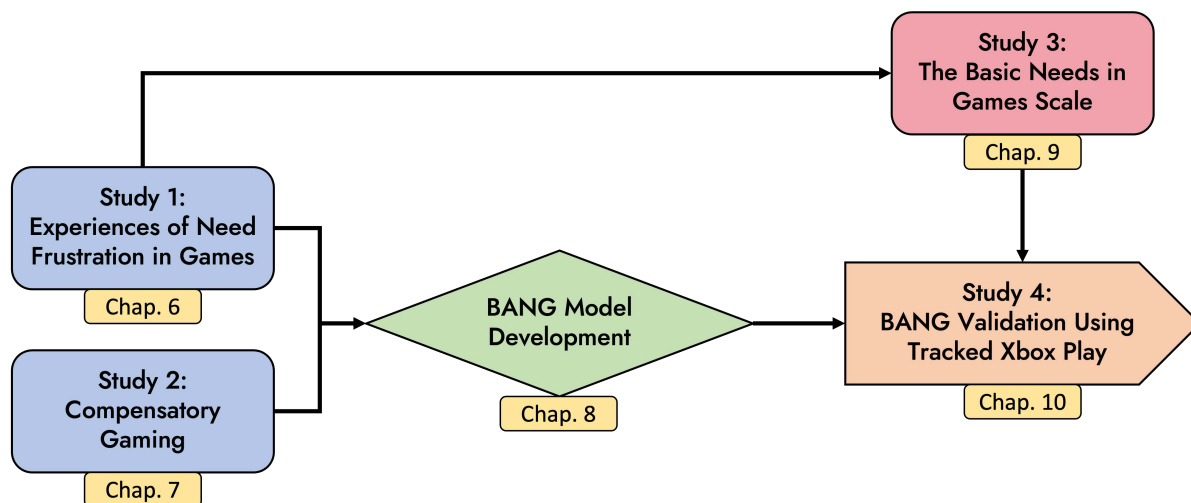 Study 3:
The Basic Needs in
Games Scale
Chap. 9
Study 1:
Experiences of Need
Frustration in Games
Chap. 6
BANG Model
Development
Chap. 8
Study 4:
BANG Validation Using
Tracked Xbox Play
Chap. 10
Study 2:
Compensatory
Gaming
Chap. 7